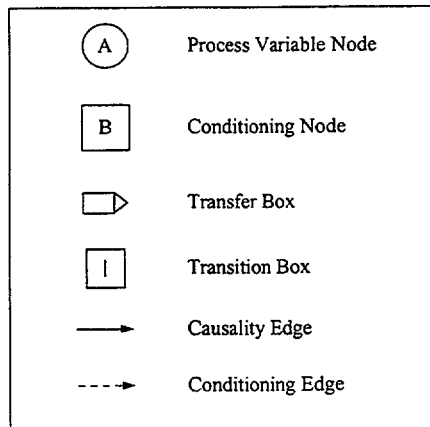 A Process Variable Node
B Conditioning Node
Transfer Box
I Transition Box
Causality Edge
Conditioning Edge